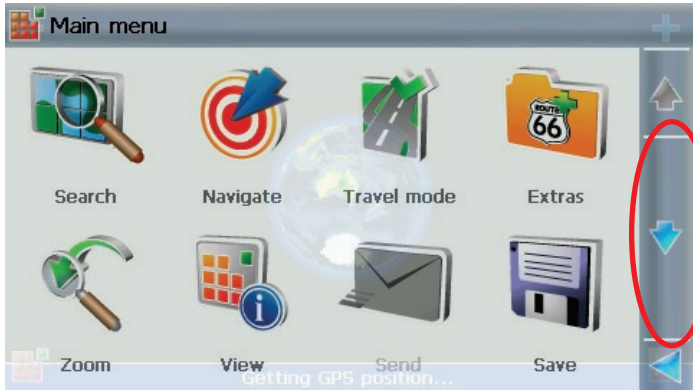 Main menu
ROUTE
66
Search Navigate Travel mode Extras
Zoom View Send Save
Getting GPS position...